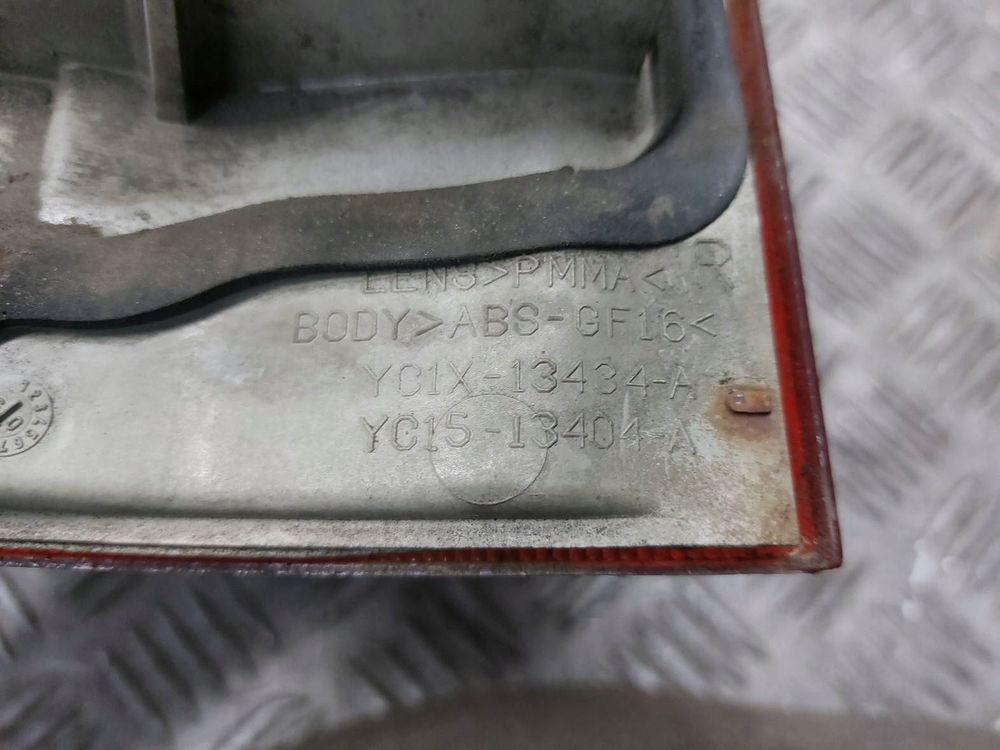 LENS>PMMA< R
BODY>ABS-GF16<
YC1X-13434-A
YC15-13404-A